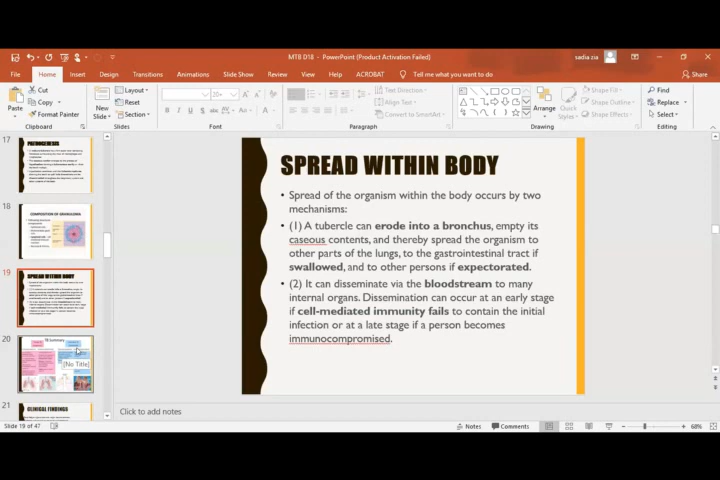 MTB D18 - PowerPoint (Product Activation Failed)
sadia zia
File Home Insert Design Transitions Animations Slide Show Review View Help ACROBAT Tell me what you want to do Share
Paste
Cut
Copy
Format Painter
Clipboard
New
Slide
Layout
Reset
Section
Slides
Font
Text Direction
Align Text
Convert to SmartArt
Paragraph
Arrange
Quick
Styles
Shape Fill
Shape Outline
Shape Effects
Drawing
Find
Replace
Select
Editing
17
PATHOGENESIS
18
COMPOSITION OF GRANULOMA
19
SPREAD WITHIN BODY
20
TB Summary
[No Title]
21
CLINICAL FINDINGS
SPREAD WITHIN BODY
• Spread of the organism within the body occurs by two
mechanisms:
• (1) A tubercle can erode into a bronchus, empty its
caseous contents, and thereby spread the organism to
other parts of the lungs, to the gastrointestinal tract if
swallowed, and to other persons if expectorated.
• (2) It can disseminate via the bloodstream to many
internal organs. Dissemination can occur at an early stage
if cell-mediated immunity fails to contain the initial
infection or at a late stage if a person becomes
immunocompromised.
Click to add notes
Slide 19 of 47
Notes Comments 68%